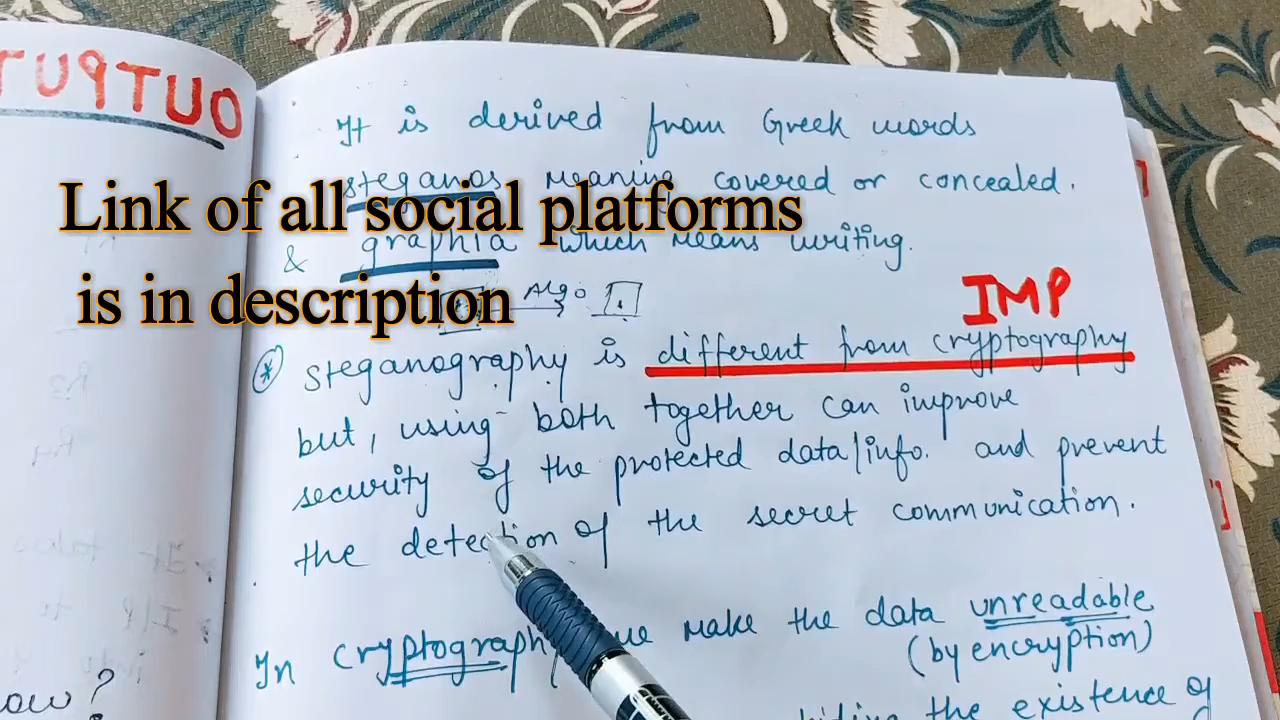 OUTPUT
It is derived from Greek words
steganos meaning covered or concealed.
& graphia which means writing.
Link of all social platforms
is in description
Algo
IMP
* steganography is different from cryptography
but, using both together can improve
security of the protected data/info. and prevent
the detection of the secret communication.
In cryptography we make the data unreadable
(by encryption)
hiding the existence of
ow?